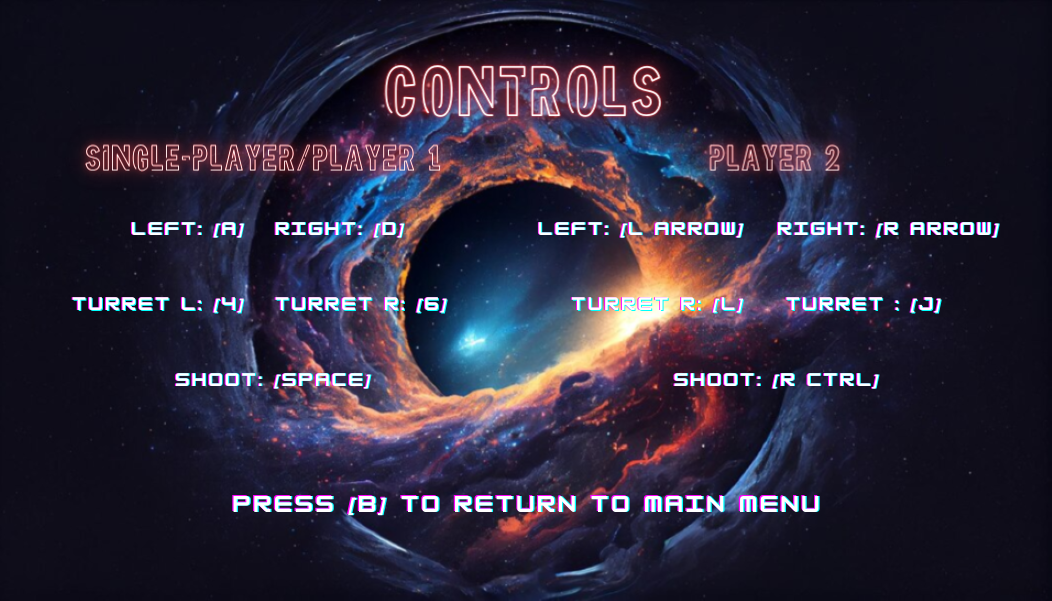 CONTROLS
SINGLE-PLAYER/PLAYER 1
PLAYER 2
LEFT: [A] RIGHT: [D]
LEFT: [L ARROW] RIGHT: [R ARROW]
TURRET L: [4] TURRET R: [6]
TURRET R: [L] TURRET : [J]
SHOOT: [SPACE]
SHOOT: [R CTRL]
PRESS [B] TO RETURN TO MAIN MENU